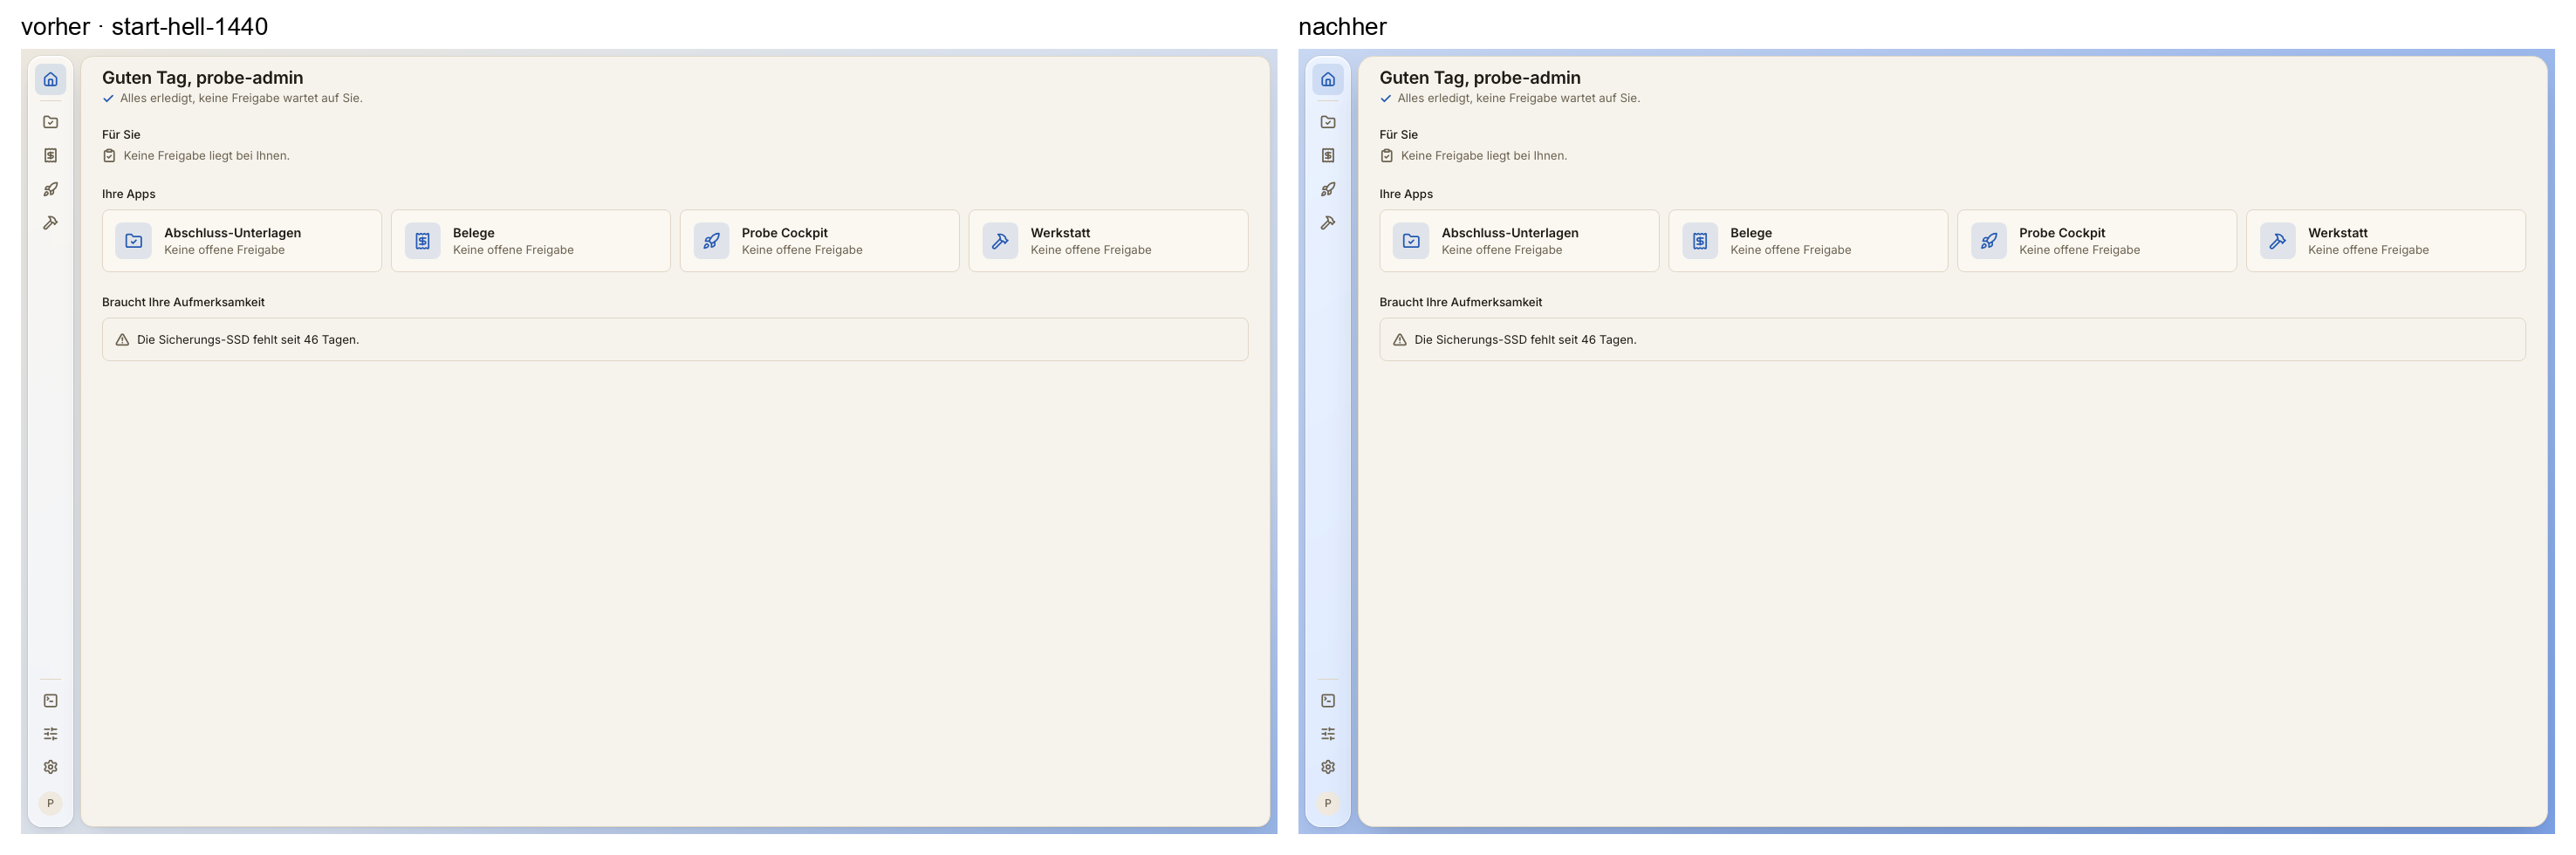 vorher · start-hell-1440
Guten Tag, probe-admin
Alles erledigt, keine Freigabe wartet auf Sie.
Für Sie
Keine Freigabe liegt bei Ihnen.
Ihre Apps
Abschluss-Unterlagen
Keine offene Freigabe
Belege
Keine offene Freigabe
Probe Cockpit
Keine offene Freigabe
Werkstatt
Keine offene Freigabe
Braucht Ihre Aufmerksamkeit
Die Sicherungs-SSD fehlt seit 46 Tagen.
P
nachher
Guten Tag, probe-admin
Alles erledigt, keine Freigabe wartet auf Sie.
Für Sie
Keine Freigabe liegt bei Ihnen.
Ihre Apps
Abschluss-Unterlagen
Keine offene Freigabe
Belege
Keine offene Freigabe
Probe Cockpit
Keine offene Freigabe
Werkstatt
Keine offene Freigabe
Braucht Ihre Aufmerksamkeit
Die Sicherungs-SSD fehlt seit 46 Tagen.
P